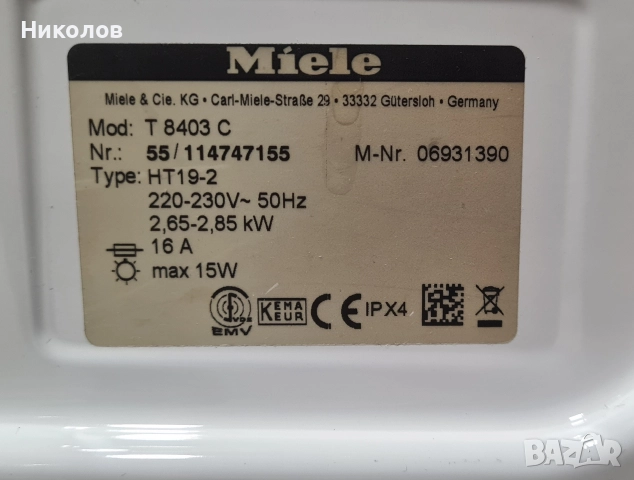 Николов
Miele
Miele & Cie. KG • Carl-Miele-Straße 29 • 33332 Gütersloh • Germany
Mod: T 8403 C
Nr.: 55/114747155 M-Nr. 06931390
Type: HT19-2
220-230V~ 50Hz
2,65-2,85 kW
16 A
max 15W
VDE
EMV
KEMA
KEUR
CE IPX4
BAZAR